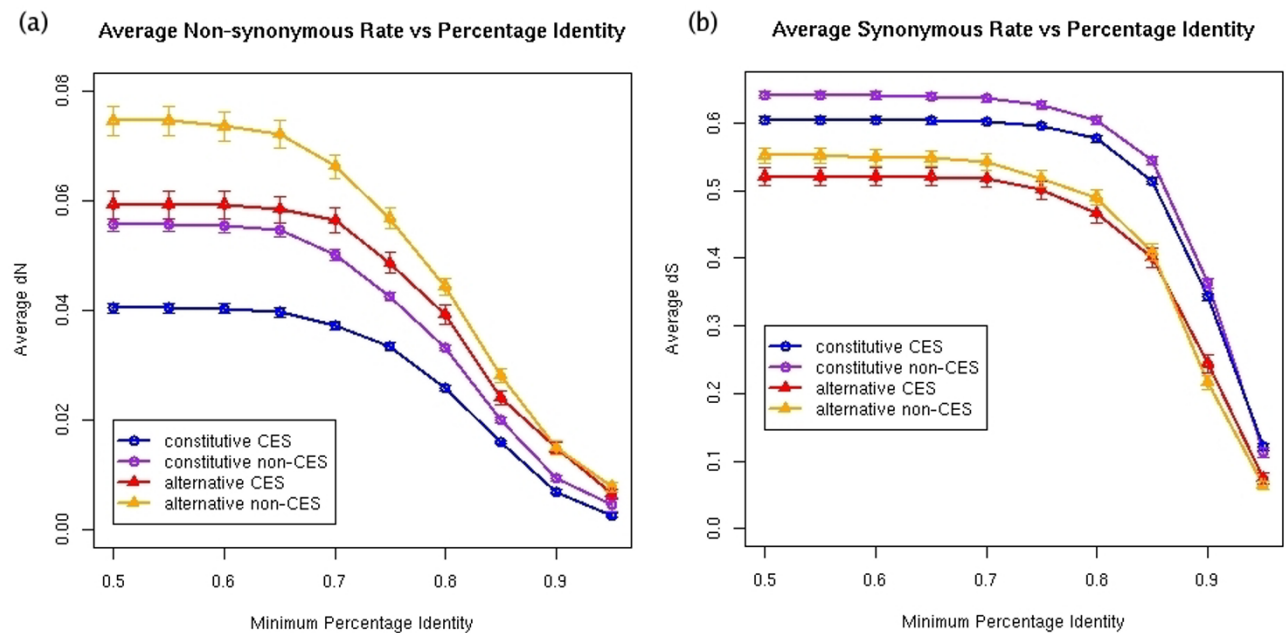 (a)
Average Non-synonymous Rate vs Percentage Identity
0.08
0.06
0.04
0.02
0.00
Average dN
constitutive CES
constitutive non-CES
alternative CES
alternative non-CES
0.5 0.6 0.7 0.8 0.9
Minimum Percentage Identity
(b)
Average Synonymous Rate vs Percentage Identity
0.6
0.5
0.4
0.3
0.2
0.1
0.0
Average dS
constitutive CES
constitutive non-CES
alternative CES
alternative non-CES
0.5 0.6 0.7 0.8 0.9
Minimum Percentage Identity